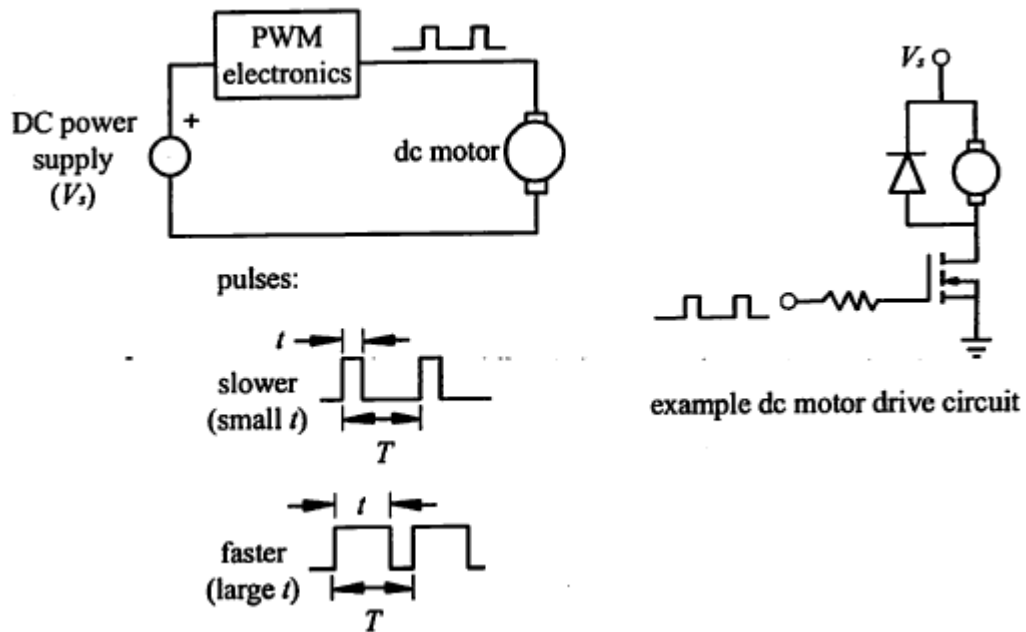 PWM
electronics
DC power
supply
(Vs)
+
dc motor
Vs
pulses:
t
slower
(small t)
T
example dc motor drive circuit
t
faster
(large t)
T